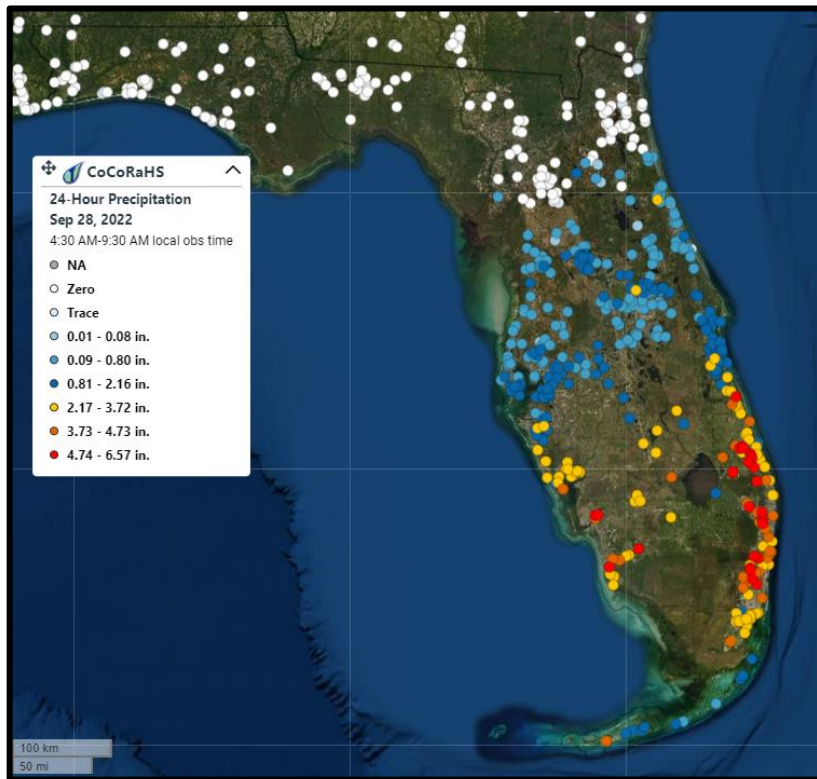 CoCoRaHS
24-Hour Precipitation
Sep 28, 2022
4:30 AM-9:30 AM local obs time
NA
Zero
Trace
0.01 - 0.08 in.
0.09 - 0.80 in.
0.81 - 2.16 in.
2.17 - 3.72 in.
3.73 - 4.73 in.
4.74 - 6.57 in.
100 km
50 mi